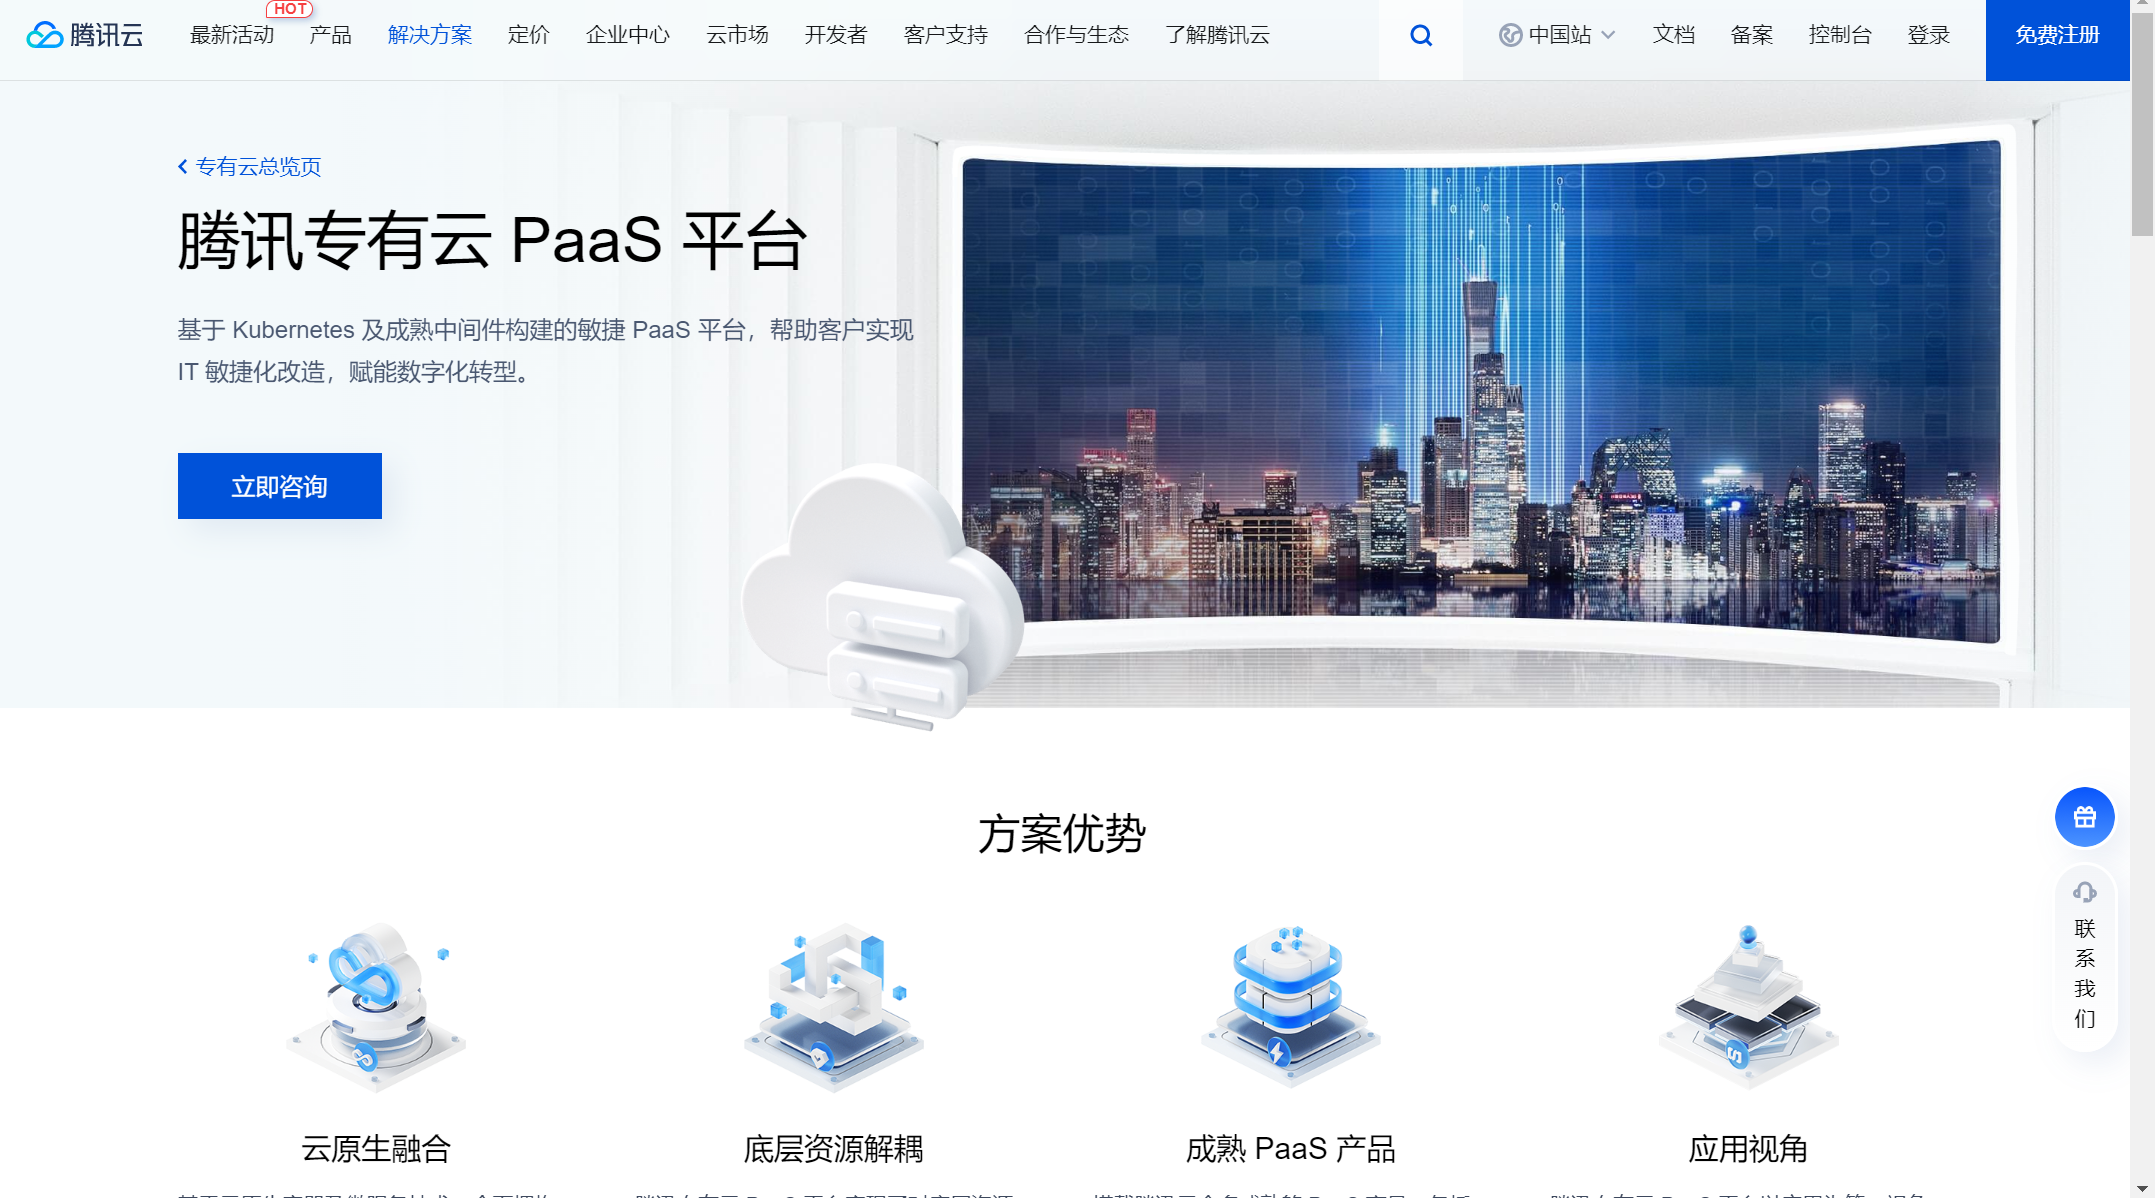 腾讯云
最新活动
HOT
产品
解决方案
定价
企业中心
云市场
开发者
客户支持
合作与生态
了解腾讯云
中国站
文档
备案
控制台
登录
免费注册
专有云总览页
腾讯专有云 PaaS 平台
基于 Kubernetes 及成熟中间件构建的敏捷 PaaS 平台，帮助客户实现
IT 敏捷化改造，赋能数字化转型。
立即咨询
方案优势
联系我们
云原生融合
底层资源解耦
成熟 PaaS 产品
应用视角